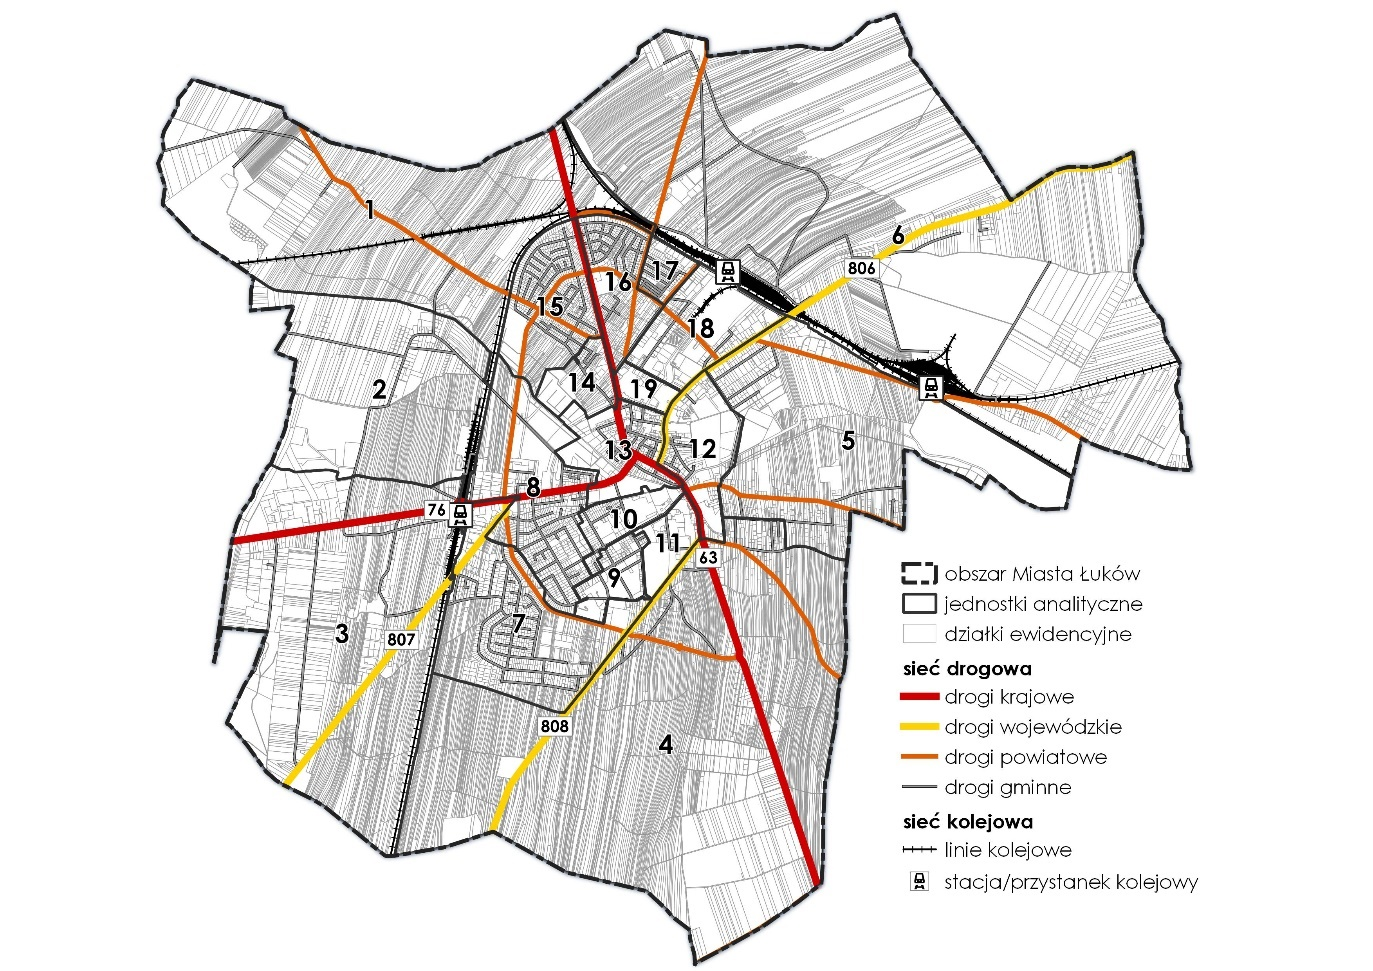 1
6
806
17
16
15
18
2
14
19
13
12
5
8
76
10
11
63
9
7
3
807
808
4
obszar Miasta Łuków
jednostki analityczne
działki ewidencyjne
sieć drogowa
drogi krajowe
drogi wojewódzkie
drogi powiatowe
drogi gminne
sieć kolejowa
linie kolejowe
stacja/przystanek kolejowy